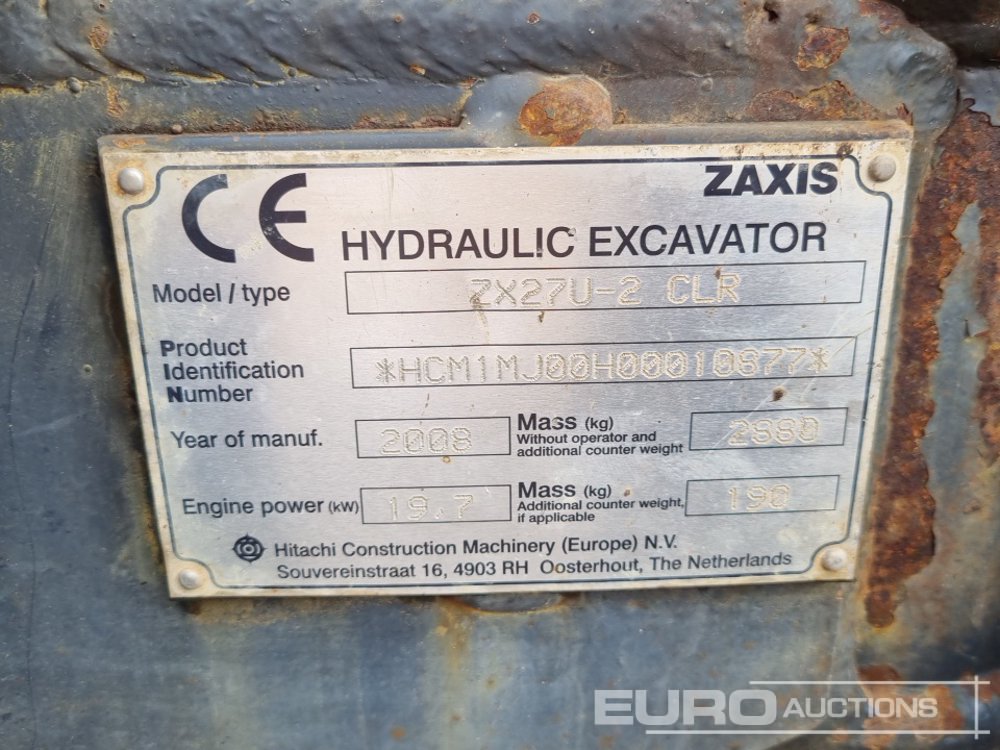 CE
ZAXIS
HYDRAULIC EXCAVATOR
Model / type ZX27U-2 CLR
Product
Identification
Number *HCM1MJ00H00010877*
Year of manuf. 2008
Mass (kg)
Without operator and
additional counter weight
Engine power (kW) 19.7
Mass (kg)
Additional counter weight,
if applicable
190
Hitachi Construction Machinery (Europe) N.V.
Souvereinstraat 16, 4903 RH Oosterhout, The Netherlands
EURO AUCTIONS